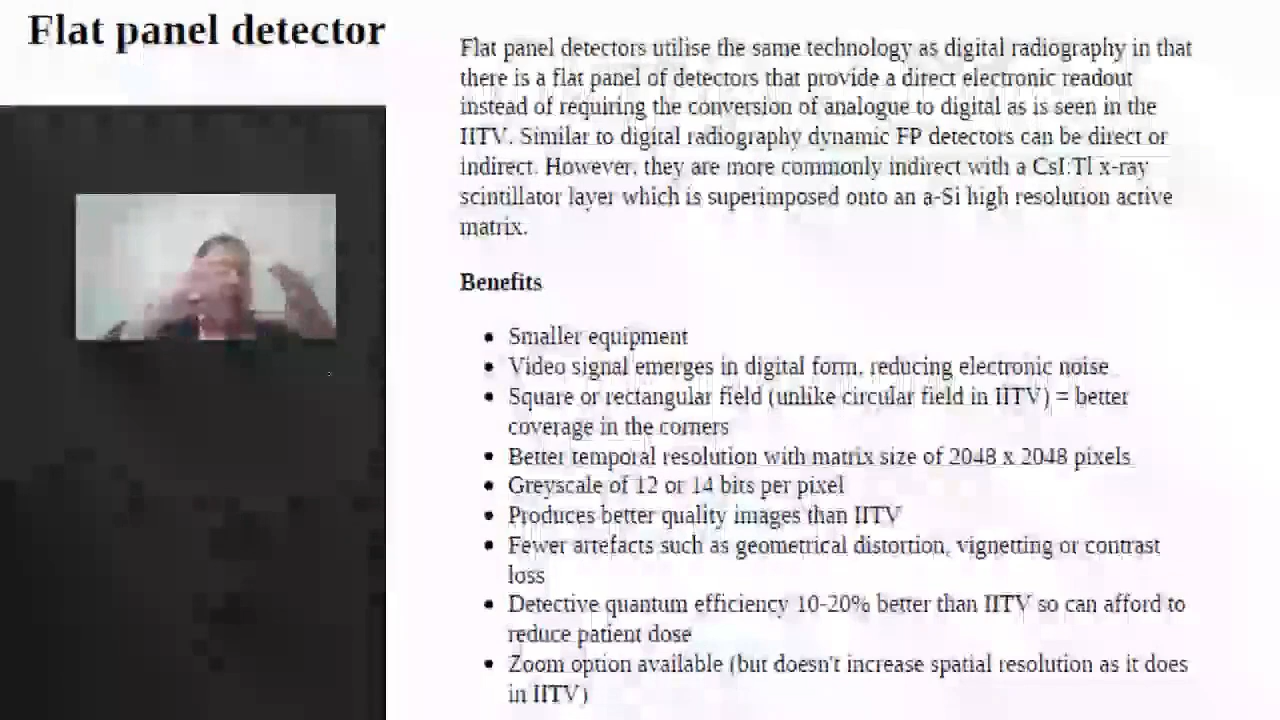 Flat panel detector
Flat panel detectors utilise the same technology as digital radiography in that
there is a flat panel of detectors that provide a direct electronic readout
instead of requiring the conversion of analogue to digital as is seen in the
IITV. Similar to digital radiography dynamic FP detectors can be direct or
indirect. However, they are more commonly indirect with a CsI:Tl x-ray
scintillator layer which is superimposed onto an a-Si high resolution active
matrix.
Benefits
• Smaller equipment
• Video signal emerges in digital form, reducing electronic noise
• Square or rectangular field (unlike circular field in IITV) = better
coverage in the corners
• Better temporal resolution with matrix size of 2048 x 2048 pixels
• Greyscale of 12 or 14 bits per pixel
• Produces better quality images than IITV
• Fewer artefacts such as geometrical distortion, vignetting or contrast
loss
• Detective quantum efficiency 10-20% better than IITV so can afford to
reduce patient dose
• Zoom option available (but doesn't increase spatial resolution as it does
in IITV)